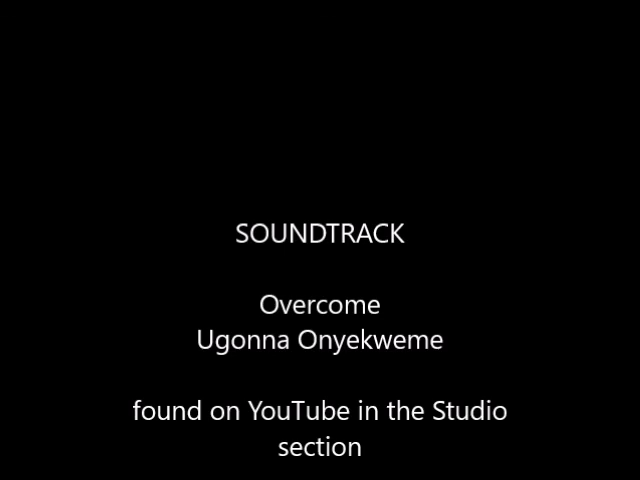 SOUNDTRACK
Overcome
Ugonna Onyekweme
found on YouTube in the Studio
section